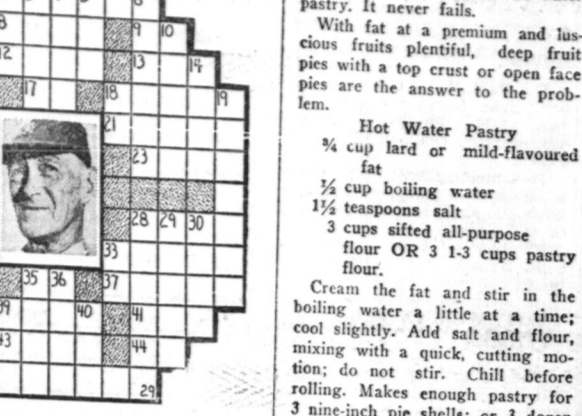 8
9 10
12
13 14
17 18 19
21
23
28 29 30
33
35 36 37
39 40 41
43 44
29
pastry. It never fails.
With fat at a premium and lus-
cious fruits plentiful, deep fruit
pies with a top crust or open face
pies are the answer to the prob-
lem.
Hot Water Pastry
¾ cup lard or mild-flavoured
fat
½ cup boiling water
1½ teaspoons salt
3 cups sifted all-purpose
flour OR 3 1-3 cups pastry
flour.
Cream the fat and stir in the
boiling water a little at a time;
cool slightly. Add salt and flour,
mixing with a quick, cutting mo-
tion; do not stir. Chill before
rolling. Makes enough pastry for
3 nine-inch pie shells; or 3 dozen